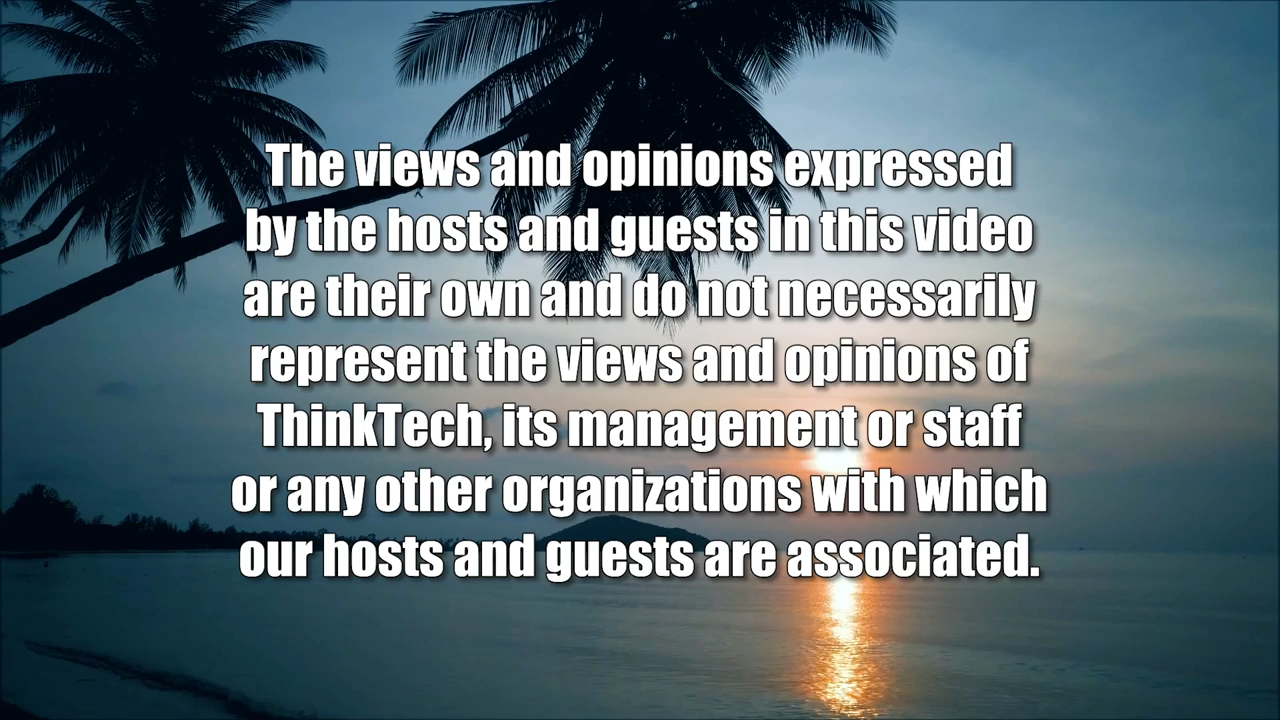 The views and opinions expressed
by the hosts and guests in this video
are their own and do not necessarily
represent the views and opinions of
ThinkTech, its management or staff
or any other organizations with which
our hosts and guests are associated.